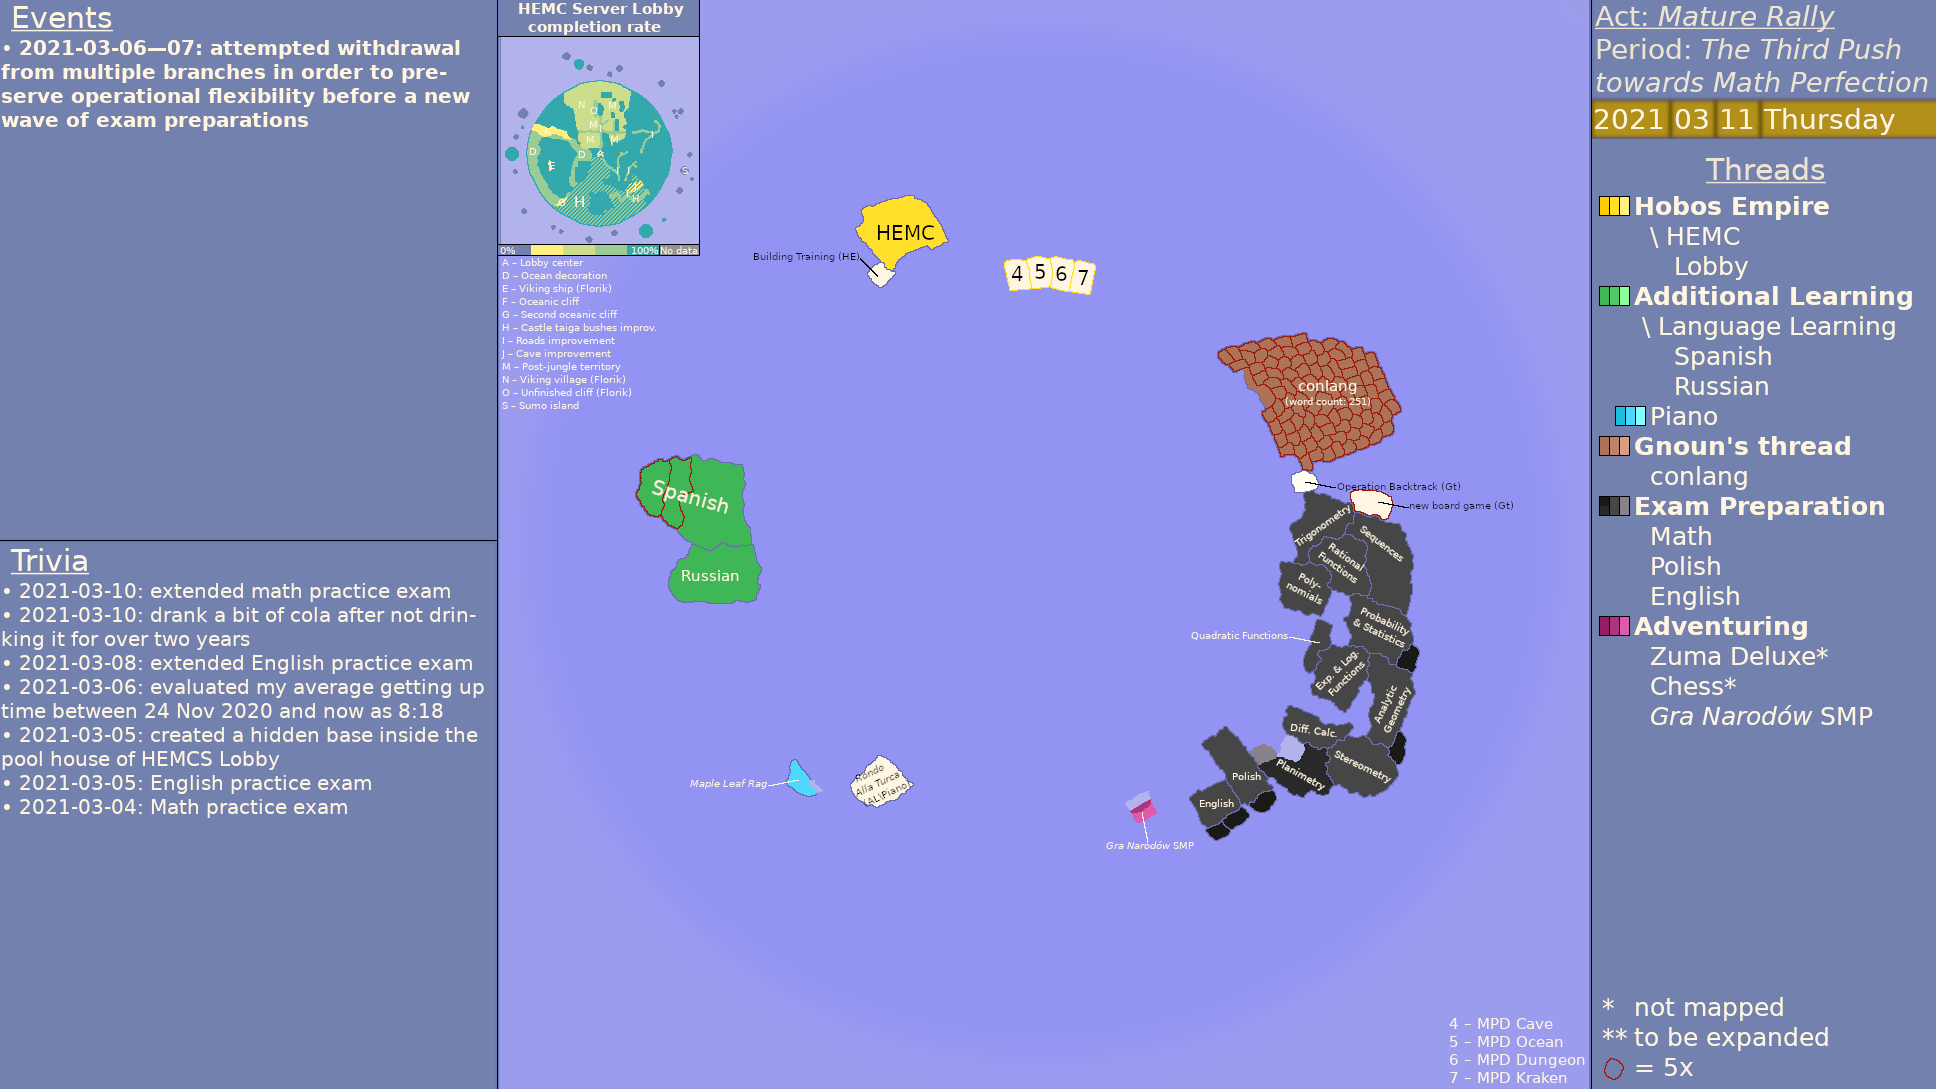 Events
• 2021-03-06—07: attempted withdrawal
from multiple branches in order to pre-
serve operational flexibility before a new
wave of exam preparations
Trivia
• 2021-03-10: extended math practice exam
• 2021-03-10: drank a bit of cola after not drin-
king it for over two years
• 2021-03-08: extended English practice exam
• 2021-03-06: evaluated my average getting up
time between 24 Nov 2020 and now as 8:18
• 2021-03-05: created a hidden base inside the
pool house of HEMCS Lobby
• 2021-03-05: English practice exam
• 2021-03-04: Math practice exam
HEMC Server Lobby
completion rate
N
O
M
M
I
M
M
I
D
D
A
E
S
I
J
F
H
G
H
0%
100%
No data
A – Lobby center
D – Ocean decoration
E – Viking ship (Florik)
F – Oceanic cliff
G – Second oceanic cliff
H – Castle taiga bushes improv.
I – Roads improvement
J – Cave improvement
M – Post-jungle territory
N – Viking village (Florik)
O – Unfinished cliff (Florik)
S – Sumo island
HEMC
Building Training (HE)
4 5 6 7
conlang
(word count: 251)
Operation Backtrack (Gt)
new board game (Gt)
Spanish
Russian
Trigonometry
Sequences
Rational
Functions
Poly-
nomials
Probability
& Statistics
Quadratic Functions
Exp. & Log.
Functions
Analytic
Geometry
Diff. Calc.
Stereometry
Planimetry
Polish
English
Maple Leaf Rag
Rondo
Alla Turca
(AL\Piano)
Gra Narodów SMP
4 – MPD Cave
5 – MPD Ocean
6 – MPD Dungeon
7 – MPD Kraken
Act: Mature Rally
Period: The Third Push
towards Math Perfection
2021 03 11 Thursday
Threads
Hobos Empire
\ HEMC
Lobby
Additional Learning
\ Language Learning
Spanish
Russian
Piano
Gnoun's thread
conlang
Exam Preparation
Math
Polish
English
Adventuring
Zuma Deluxe*
Chess*
Gra Narodów SMP
* not mapped
** to be expanded
= 5x